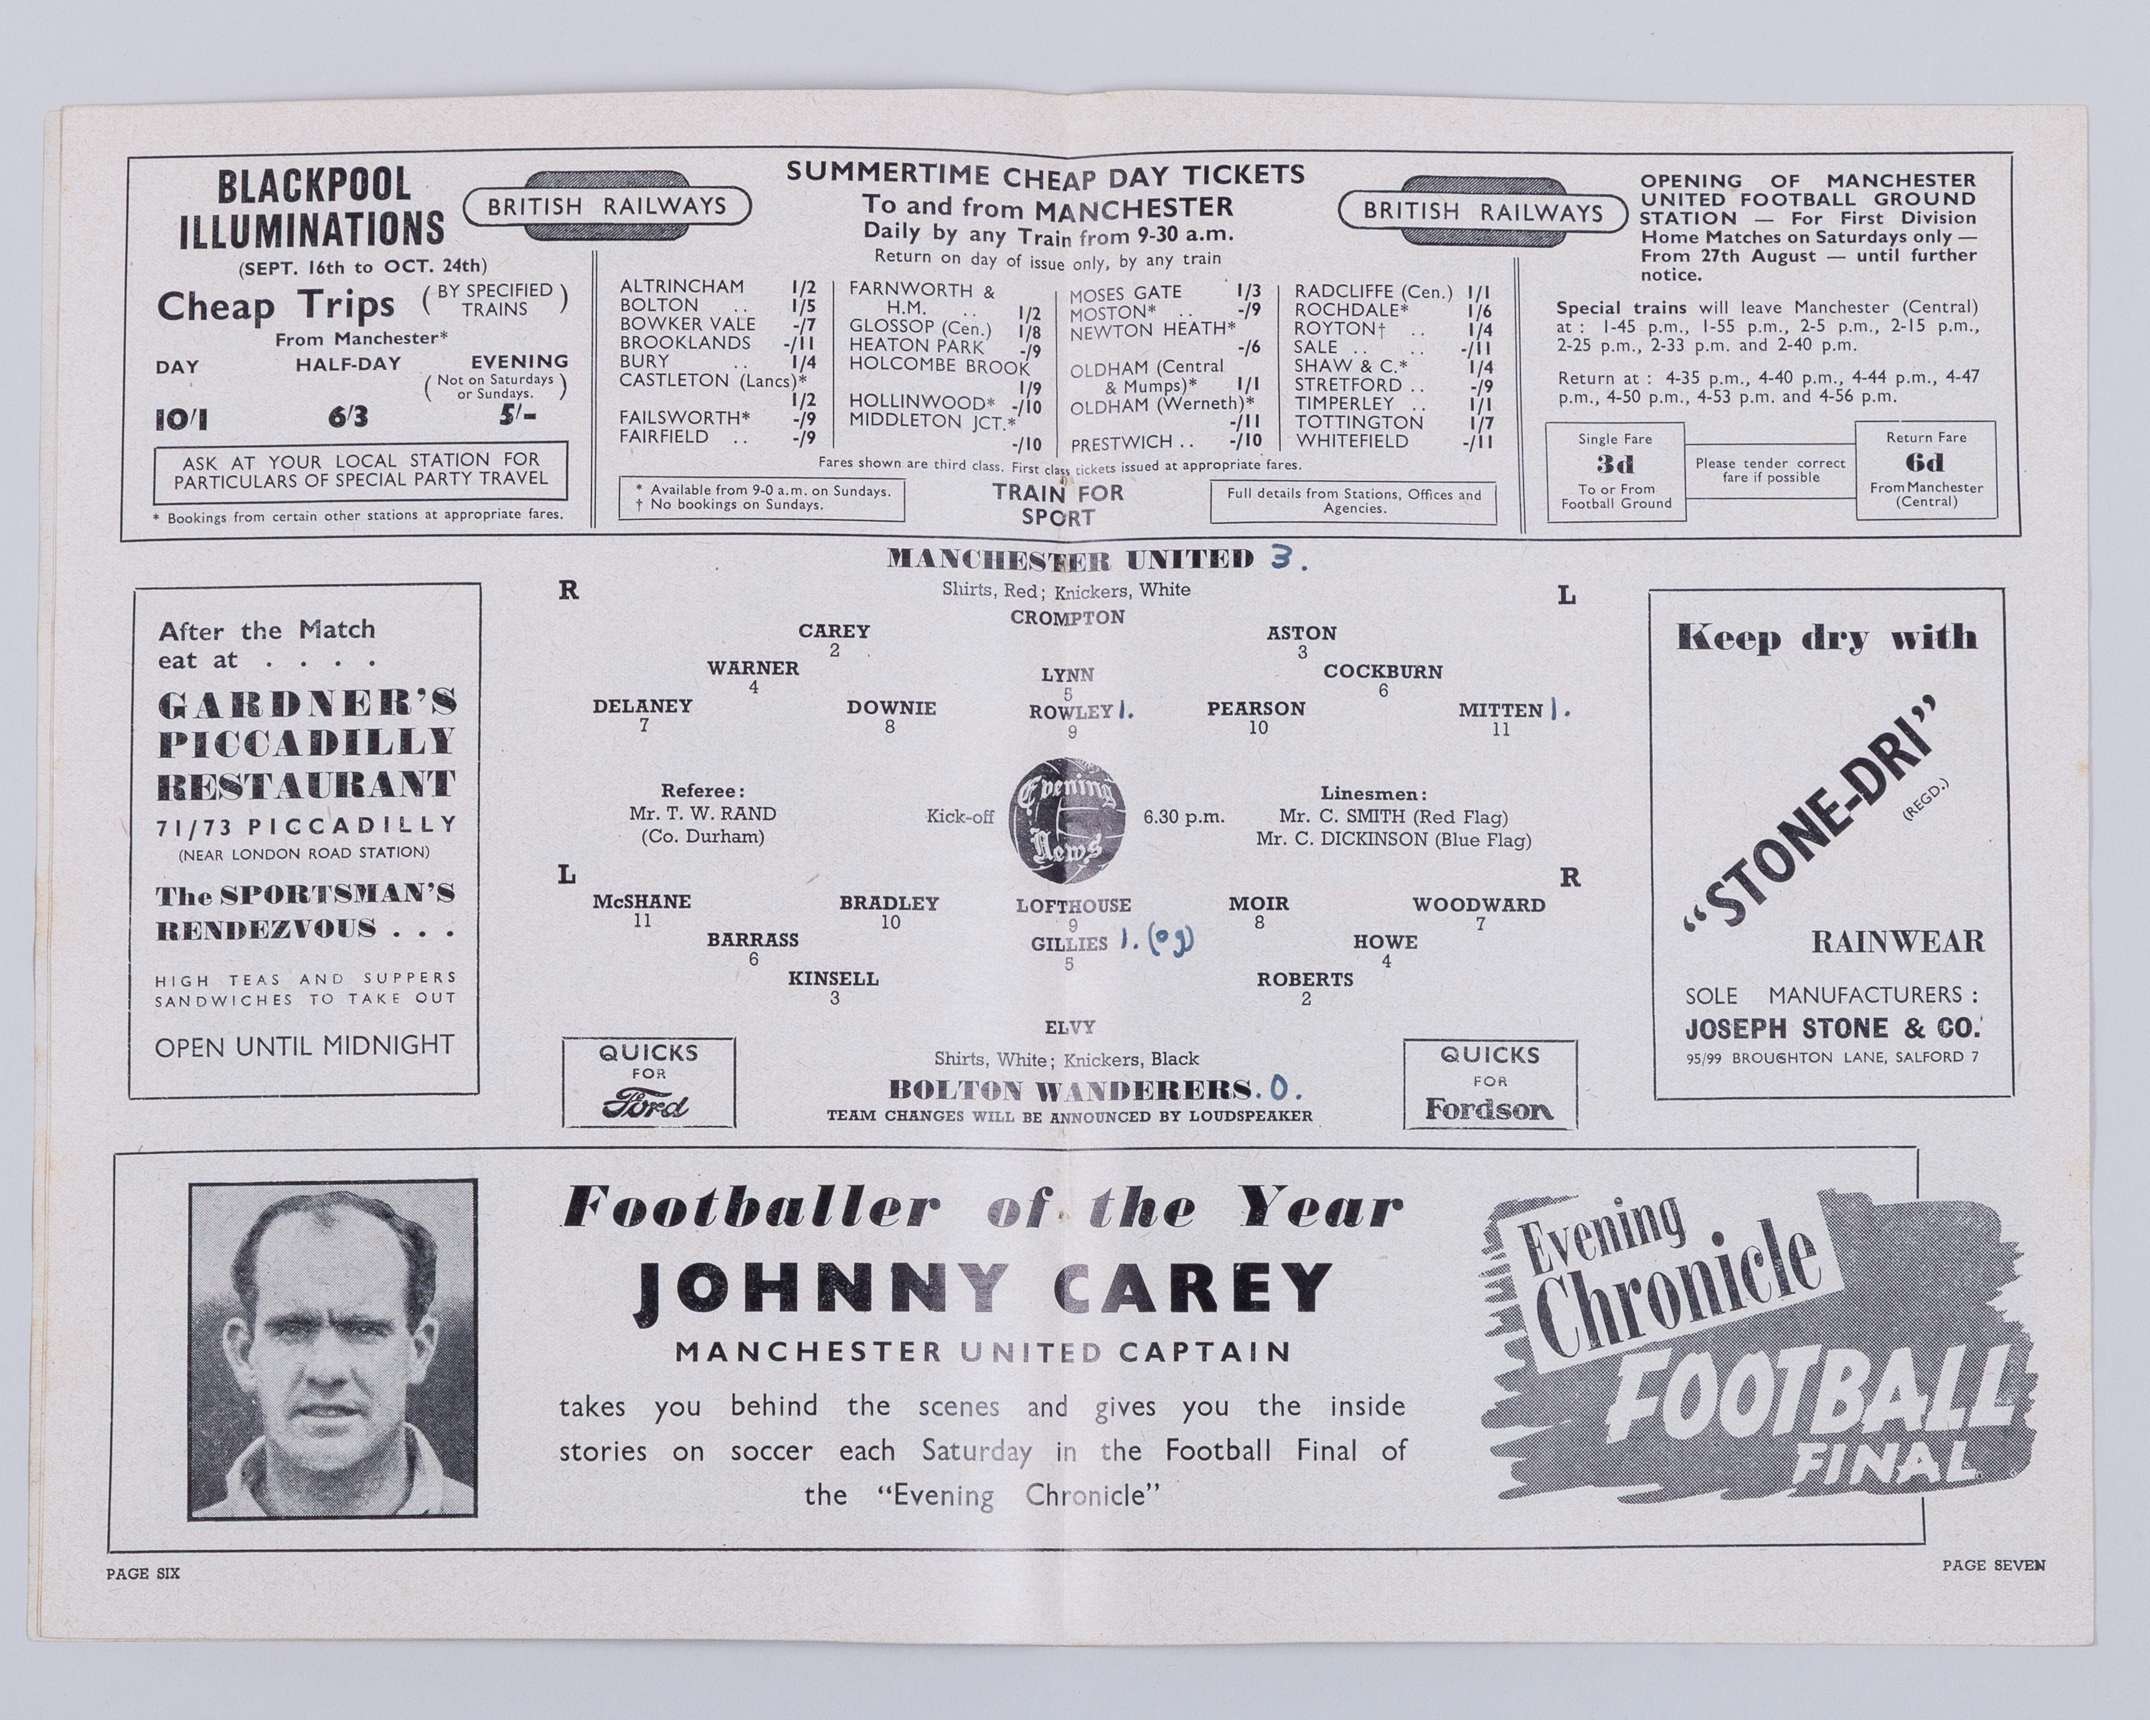 BLACKPOOL
ILLUMINATIONS
(SEPT. 16th to OCT. 24th)
Cheap Trips (BY SPECIFIED TRAINS)
From Manchester*
DAY HALF-DAY EVENING
(Not on Saturdays
or Sundays.)
10/1 6/3 5/-
ASK AT YOUR LOCAL STATION FOR
PARTICULARS OF SPECIAL PARTY TRAVEL
* Bookings from certain other stations at appropriate fares.
BRITISH RAILWAYS
SUMMERTIME CHEAP DAY TICKETS
To and from MANCHESTER
Daily by any Train from 9-30 a.m.
Return on day of issue only, by any train
BRITISH RAILWAYS
ALTRINCHAM 1/2
BOLTON .. 1/5
BOWKER VALE -/7
BROOKLANDS -/11
BURY .. 1/4
CASTLETON (Lancs)*
1/2
FAILSWORTH* -/9
FAIRFIELD .. -/9
FARNWORTH &
H.M. .. 1/2
GLOSSOP (Cen.) 1/8
HEATON PARK -/9
HOLCOMBE BROOK
1/9
HOLLINWOOD* -/10
MIDDLETON JCT.*
-/10
MOSES GATE 1/3
MOSTON* .. -/9
NEWTON HEATH*
-/6
OLDHAM (Central
& Mumps)* 1/1
OLDHAM (Werneth)*
-/11
PRESTWICH .. -/10
RADCLIFFE (Cen.) 1/1
ROCHDALE* 1/6
ROYTON† .. 1/4
SALE .. .. -/11
SHAW & C.* 1/4
STRETFORD .. -/9
TIMPERLEY .. 1/1
TOTTINGTON 1/7
WHITEFIELD -/11
Fares shown are third class. First class tickets issued at appropriate fares.
* Available from 9-0 a.m. on Sundays.
† No bookings on Sundays.
TRAIN FOR
SPORT
Full details from Stations, Offices and
Agencies.
OPENING OF MANCHESTER
UNITED FOOTBALL GROUND
STATION — For First Division
Home Matches on Saturdays only —
From 27th August — until further
notice.
Special trains will leave Manchester (Central)
at : 1-45 p.m., 1-55 p.m., 2-5 p.m., 2-15 p.m.,
2-25 p.m., 2-33 p.m. and 2-40 p.m.
Return at : 4-35 p.m., 4-40 p.m., 4-44 p.m., 4-47
p.m., 4-50 p.m., 4-53 p.m. and 4-56 p.m.
Single Fare
3d
To or From
Football Ground
Please tender correct
fare if possible
Return Fare
6d
From Manchester
(Central)
After the Match
eat at . . . .
GARDNER'S
PICCADILLY
RESTAURANT
71/73 PICCADILLY
(NEAR LONDON ROAD STATION)
The SPORTSMAN'S
RENDEZVOUS . . .
HIGH TEAS AND SUPPERS
SANDWICHES TO TAKE OUT
OPEN UNTIL MIDNIGHT
MANCHESTER UNITED 3.
Shirts, Red; Knickers, White
R L
CROMPTON
CAREY ASTON
2 3
WARNER LYNN COCKBURN
4 5 6
DELANEY DOWNIE ROWLEY 1. PEARSON MITTEN 1.
7 8 9 10 11
Referee:
Mr. T. W. RAND
(Co. Durham)
Kick-off
Evening
News
6.30 p.m.
Linesmen:
Mr. C. SMITH (Red Flag)
Mr. C. DICKINSON (Blue Flag)
L R
McSHANE BRADLEY LOFTHOUSE MOIR WOODWARD
11 10 9 8 7
BARRASS GILLIES 1. (og) HOWE
6 5 4
KINSELL ROBERTS
3 2
ELVY
Shirts, White; Knickers, Black
BOLTON WANDERERS. 0.
TEAM CHANGES WILL BE ANNOUNCED BY LOUDSPEAKER
QUICKS
FOR
Ford
QUICKS
FOR
Fordson
Keep dry with
"STONE-DRI"
(REGD.)
RAINWEAR
SOLE MANUFACTURERS :
JOSEPH STONE & CO.
95/99 BROUGHTON LANE, SALFORD 7
Footballer of the Year
JOHNNY CAREY
MANCHESTER UNITED CAPTAIN
takes you behind the scenes and gives you the inside
stories on soccer each Saturday in the Football Final of
the "Evening Chronicle"
Evening
Chronicle
FOOTBALL
FINAL
PAGE SIX
PAGE SEVEN